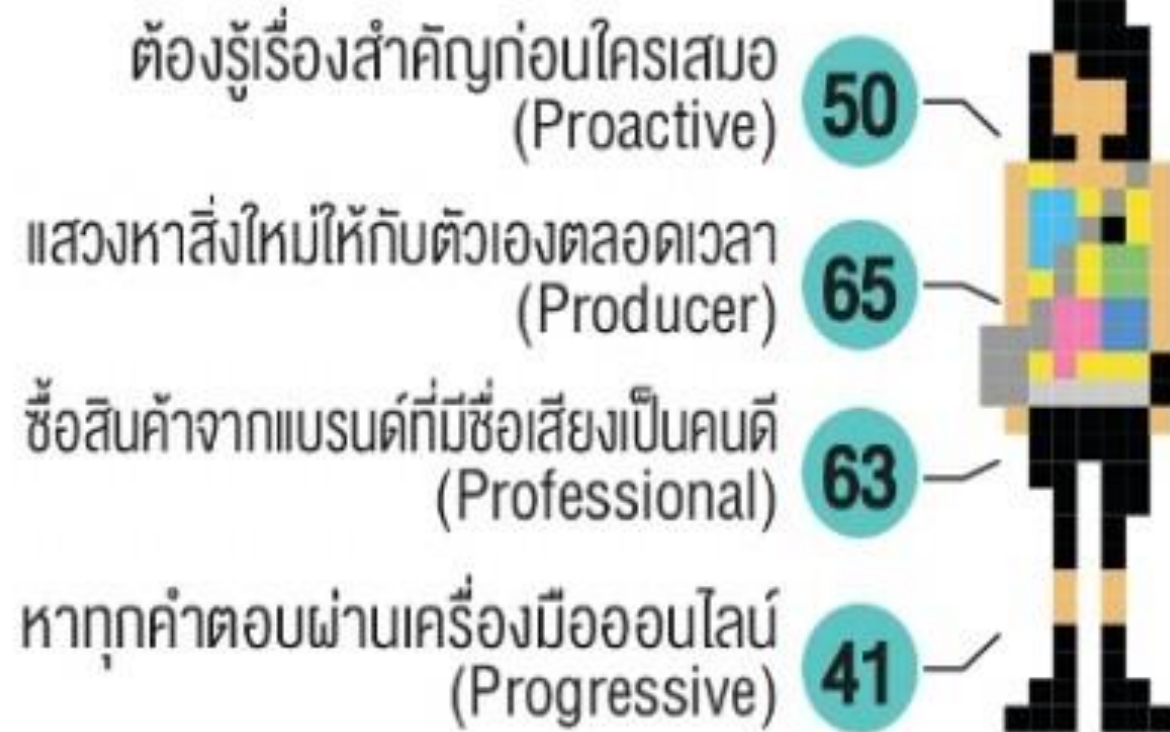 ต้องรู้เรื่องสำคัญก่อนใครเสมอ
(Proactive)
50
แสวงหาสิ่งใหม่ให้กับตัวเองตลอดเวลา
(Producer)
65
ซื้อสินค้าจากแบรนด์ที่มีชื่อเสียงเป็นคนดี
(Professional)
63
หาทุกคำตอบผ่านเครื่องมือออนไลน์
(Progressive)
41